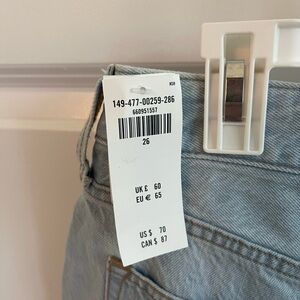 149-477-00259-286
660951557
26
UK £ 60
EU € 65
US $ 70
CAN $ 87